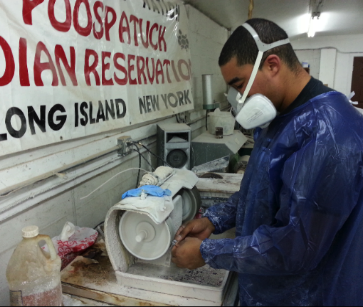 POOSPATUCK
DIAN RESERVATION
LONG ISLAND NEW YORK